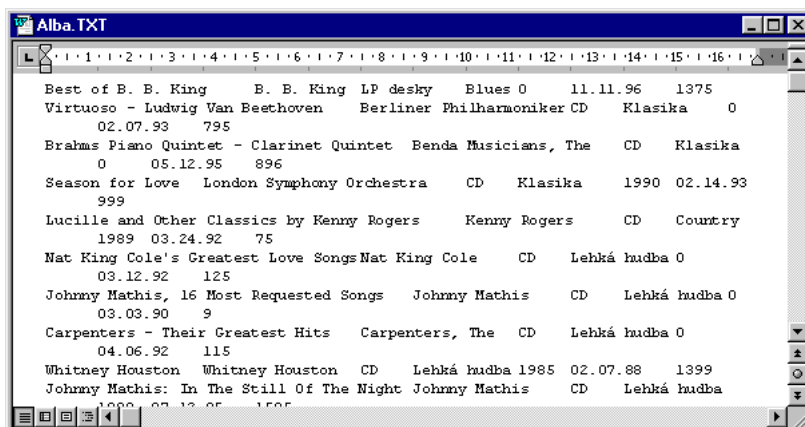 Alba.TXT
1 2 3 4 5 6 7 8 9 10 11 12 13 14 15 16
Best of B. B. King B. B. King LP desky Blues 0 11.11.96 1375
Virtuoso - Ludwig Van Beethoven Berliner Philharmoniker CD Klasika 0
02.07.93 795
Brahms Piano Quintet - Clarinet Quintet Benda Musicians, The CD Klasika
0 05.12.95 896
Season for Love London Symphony Orchestra CD Klasika 1990 02.14.93
999
Lucille and Other Classics by Kenny Rogers Kenny Rogers CD Country
1989 03.24.92 75
Nat King Cole's Greatest Love Songs Nat King Cole CD Lehká hudba 0
03.12.92 125
Johnny Mathis, 16 Most Requested Songs Johnny Mathis CD Lehká hudba 0
03.03.90 9
Carpenters - Their Greatest Hits Carpenters, The CD Lehká hudba 0
04.06.92 115
Whitney Houston Whitney Houston CD Lehká hudba 1985 02.07.88 1399
Johnny Mathis: In The Still Of The Night Johnny Mathis CD Lehká hudba